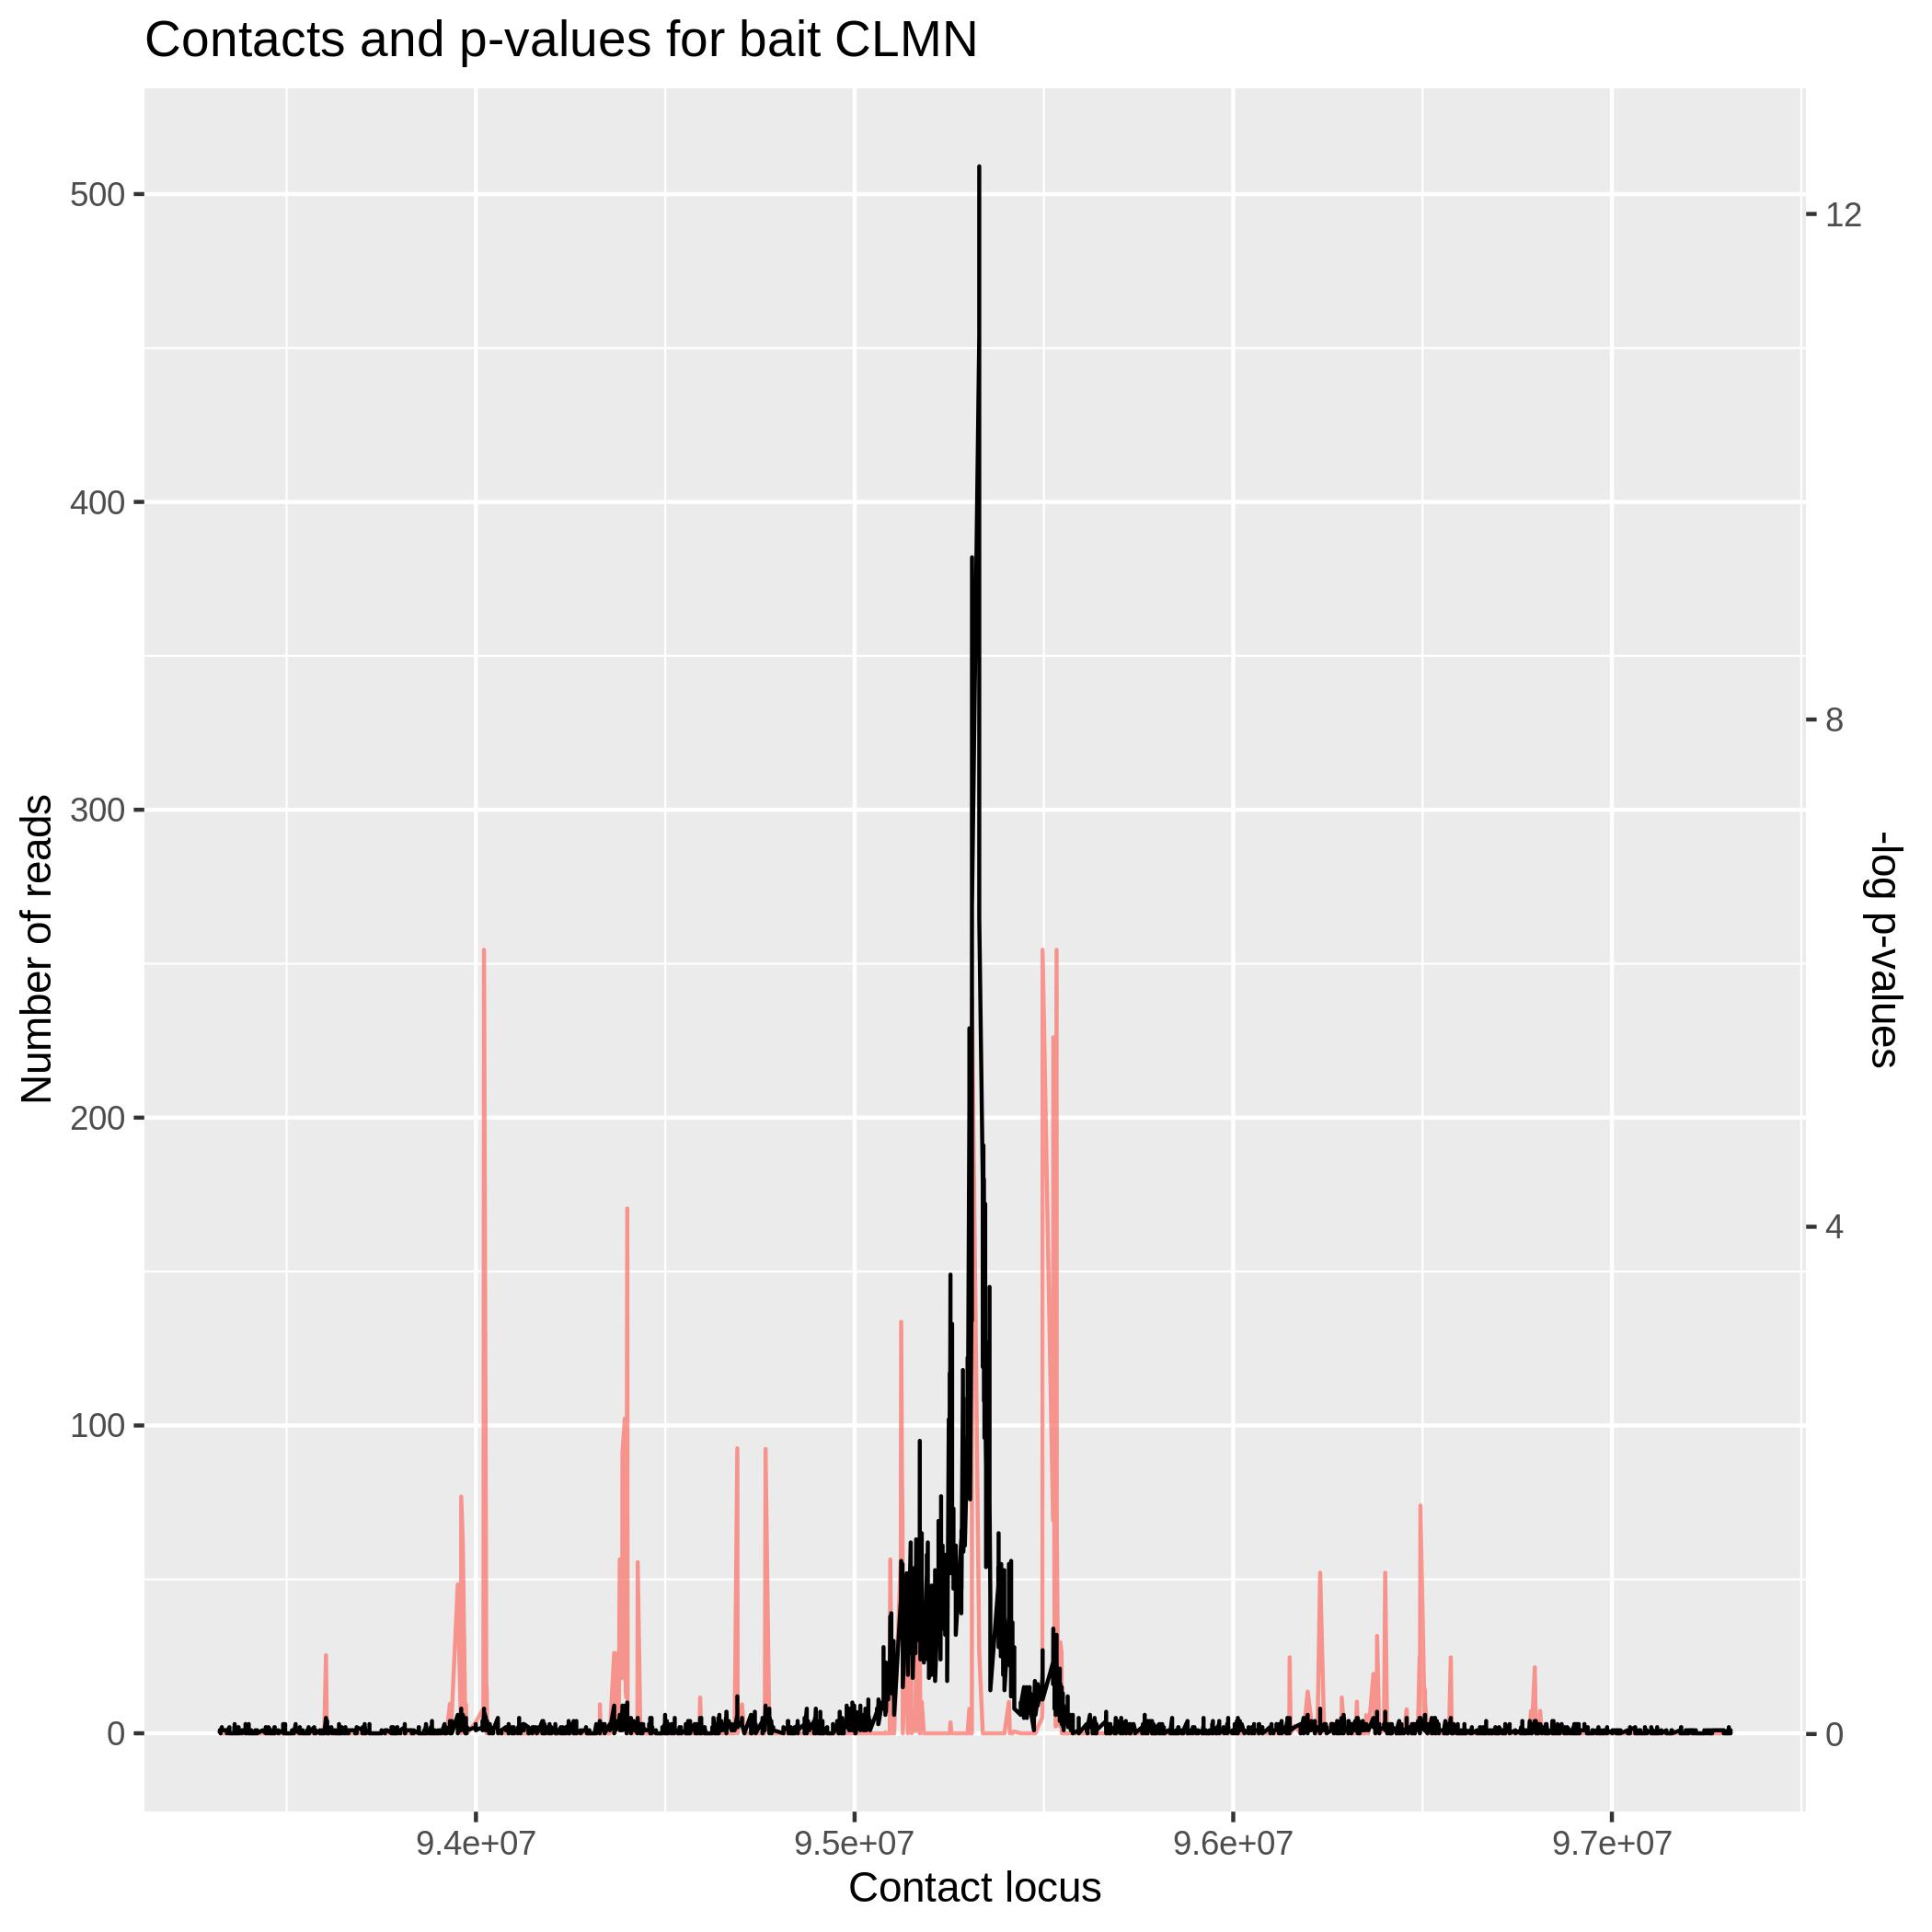 Contacts and p-values for bait CLMN
500
400
300
200
100
0
Number of reads
12
8
4
0
-log p-values
9.4e+07 9.5e+07 9.6e+07 9.7e+07
Contact locus